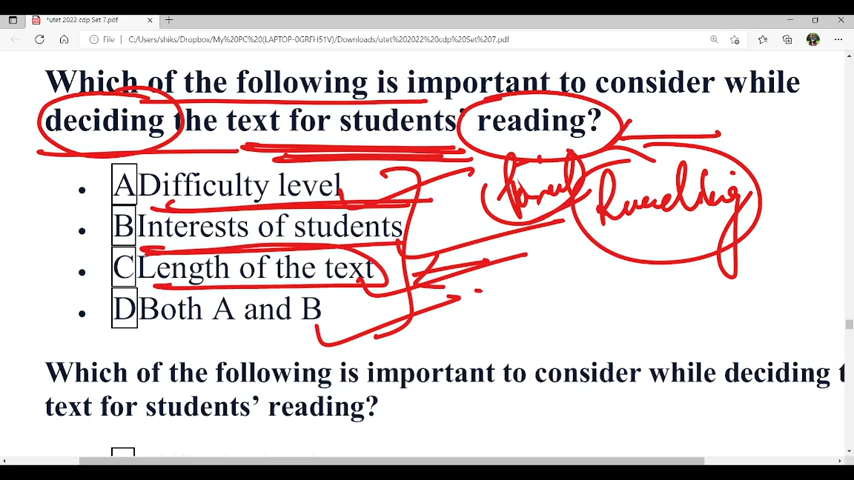 *utet 2022 cdp Set 7.pdf
File | C:/Users/shiks/Dropbox/My%20PC%20(LAPTOP-0GRFH51V)/Downloads/utet%202022%20cdp%20Set%207.pdf
Which of the following is important to consider while
deciding the text for students' reading?
A Difficulty level
B Interests of students
C Length of the text
D Both A and B
Reading
Which of the following is important to consider while deciding t
text for students' reading?